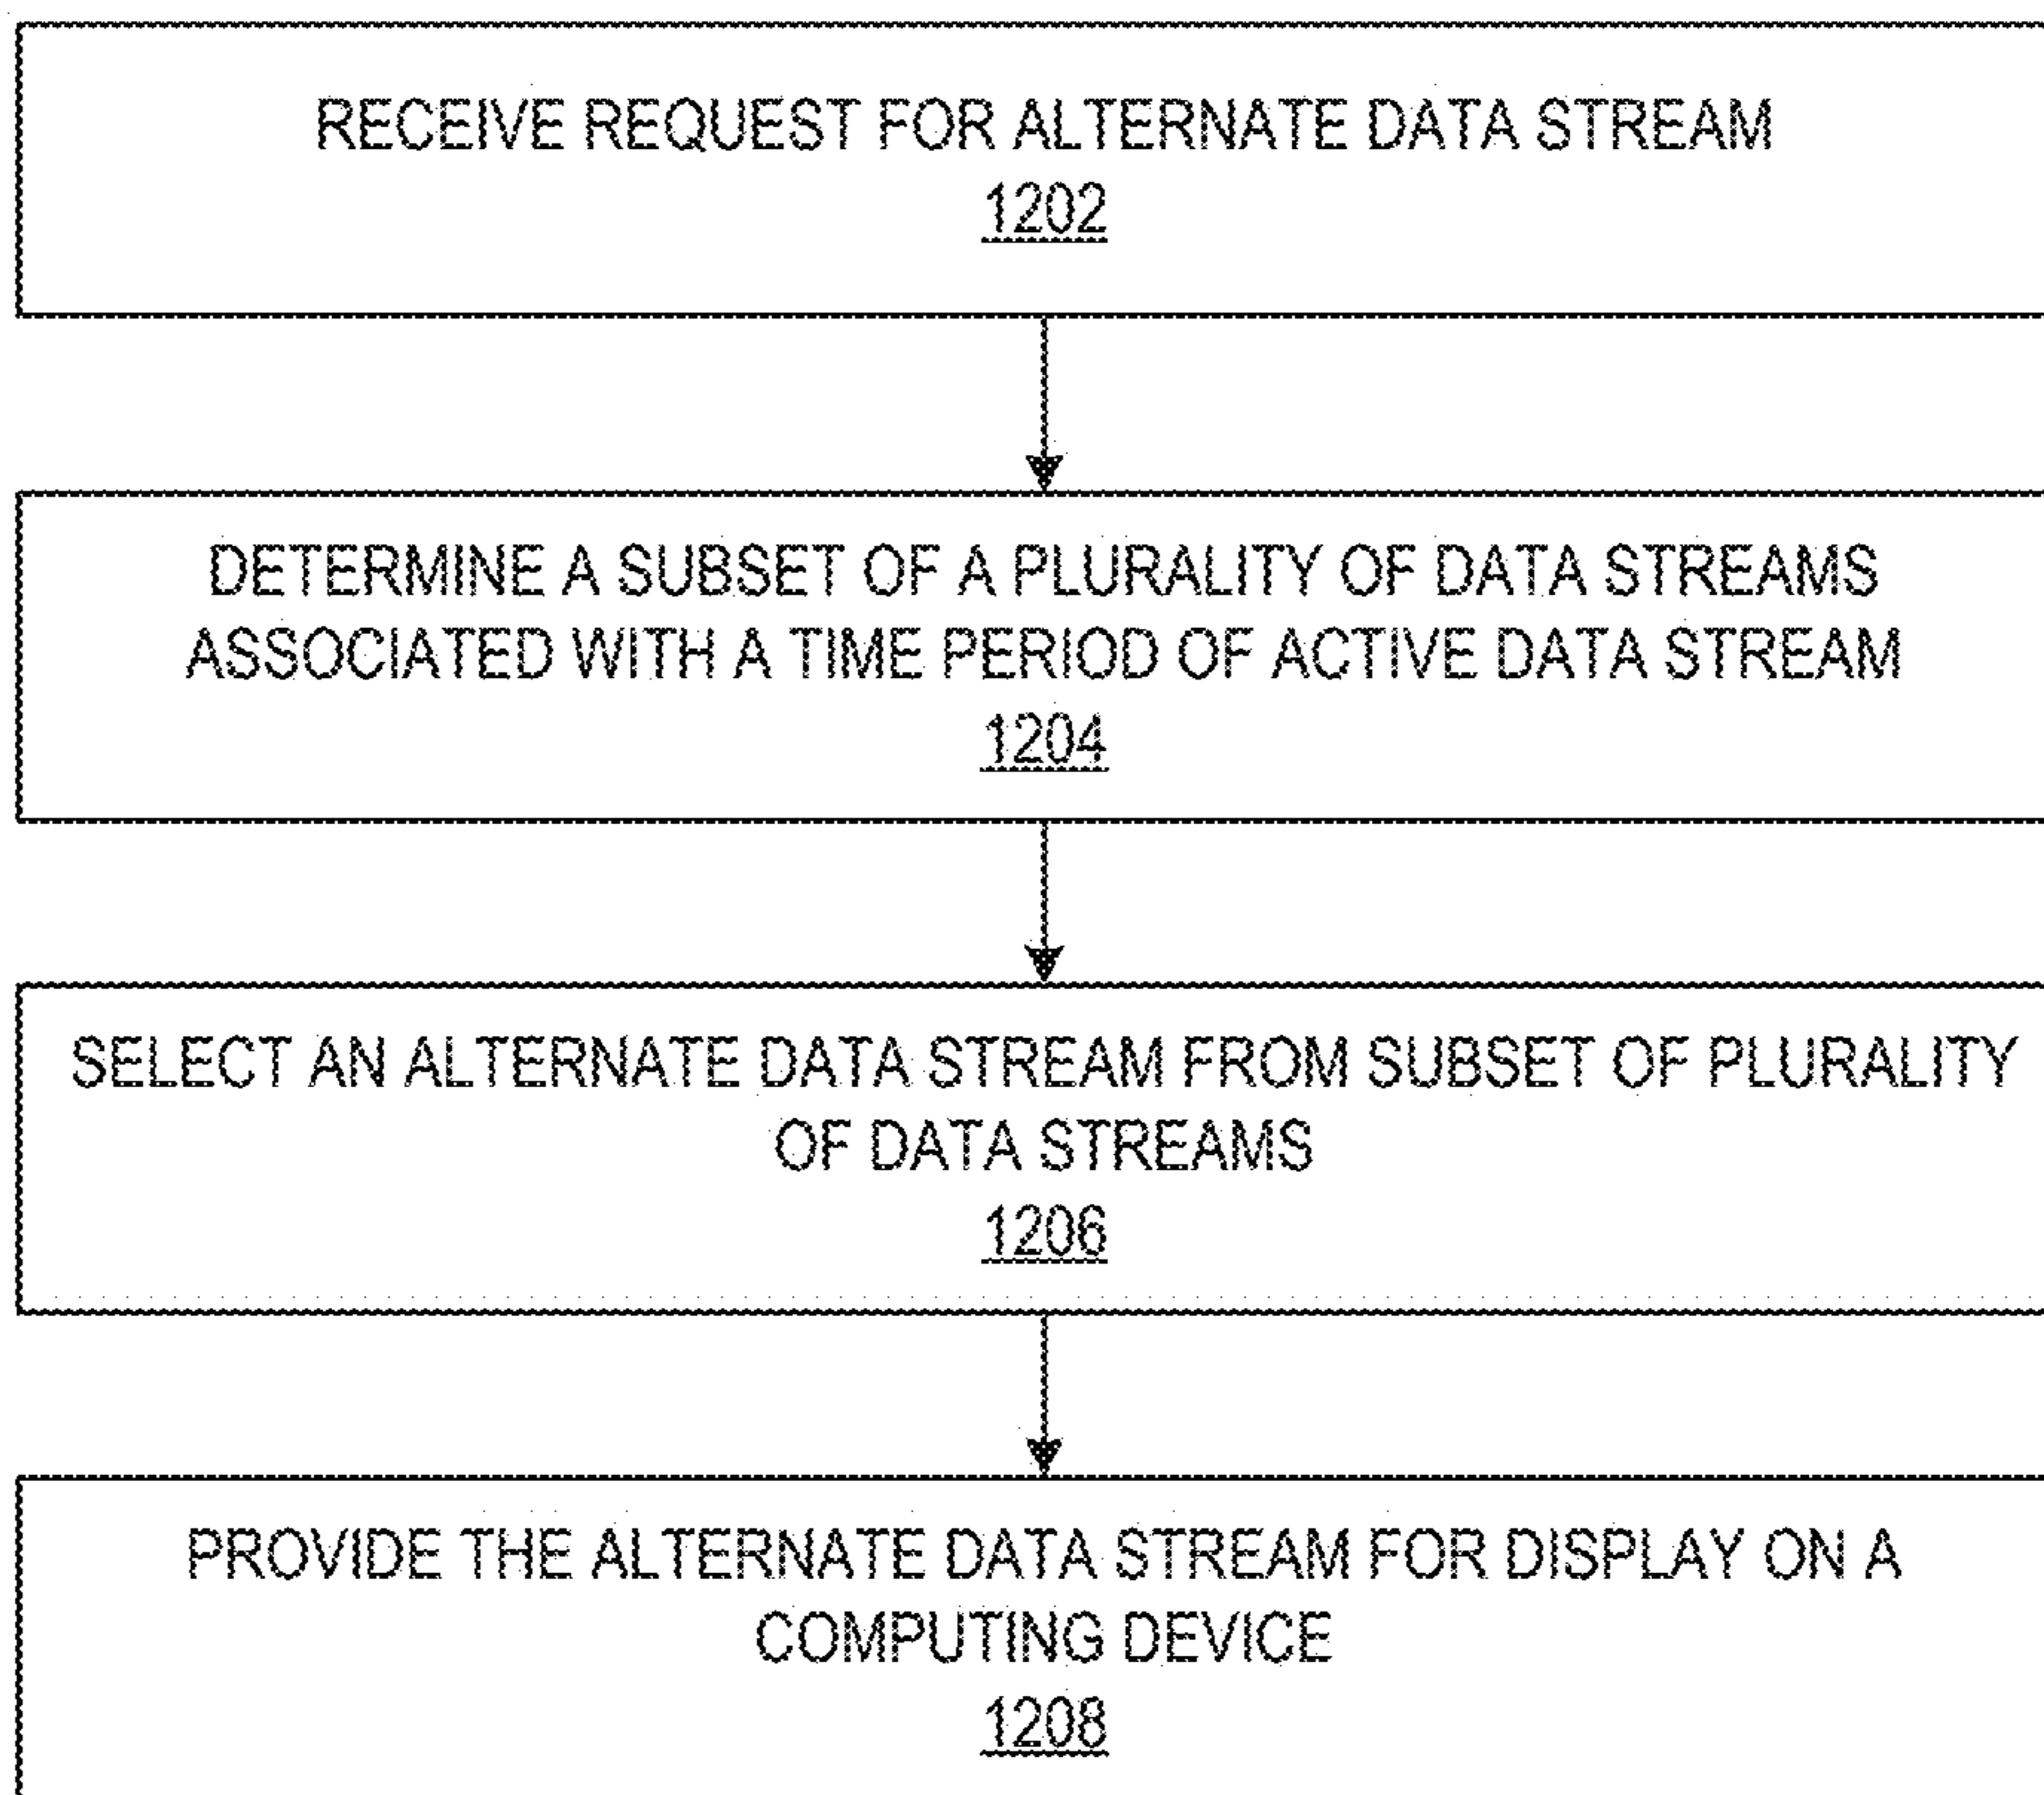 RECEIVE REQUEST FOR ALTERNATE DATA STREAM
1202
DETERMINE A SUBSET OF A PLURALITY OF DATA STREAMS
ASSOCIATED WITH A TIME PERIOD OF ACTIVE DATA STREAM
1204
SELECT AN ALTERNATE DATA STREAM FROM SUBSET OF PLURALITY
OF DATA STREAMS
1206
PROVIDE THE ALTERNATE DATA STREAM FOR DISPLAY ON A
COMPUTING DEVICE
1208